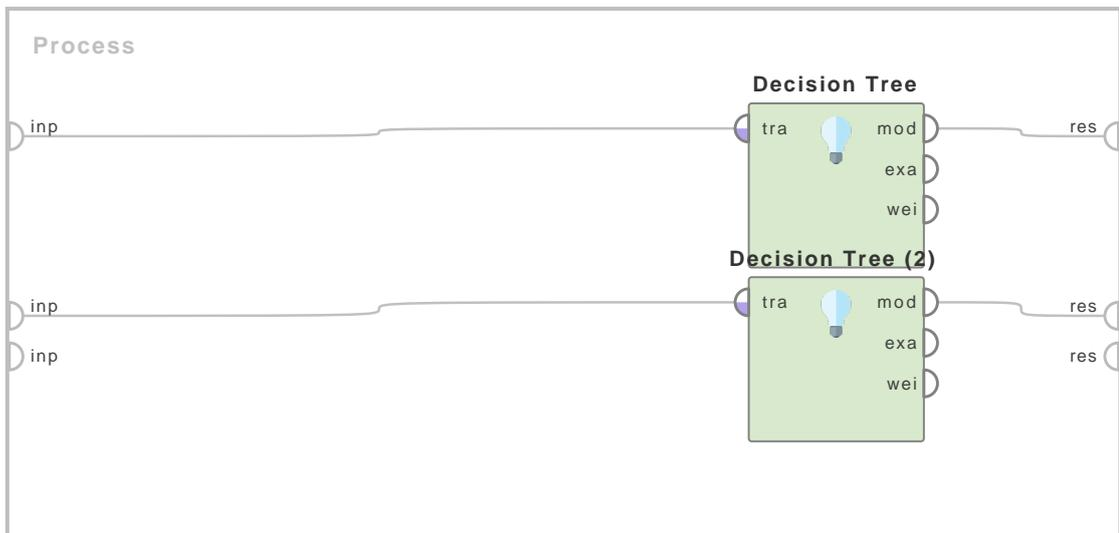 Process
Decision Tree
inp
tra
mod
res
exa
wei
Decision Tree (2)
inp
tra
mod
res
inp
exa
res
wei